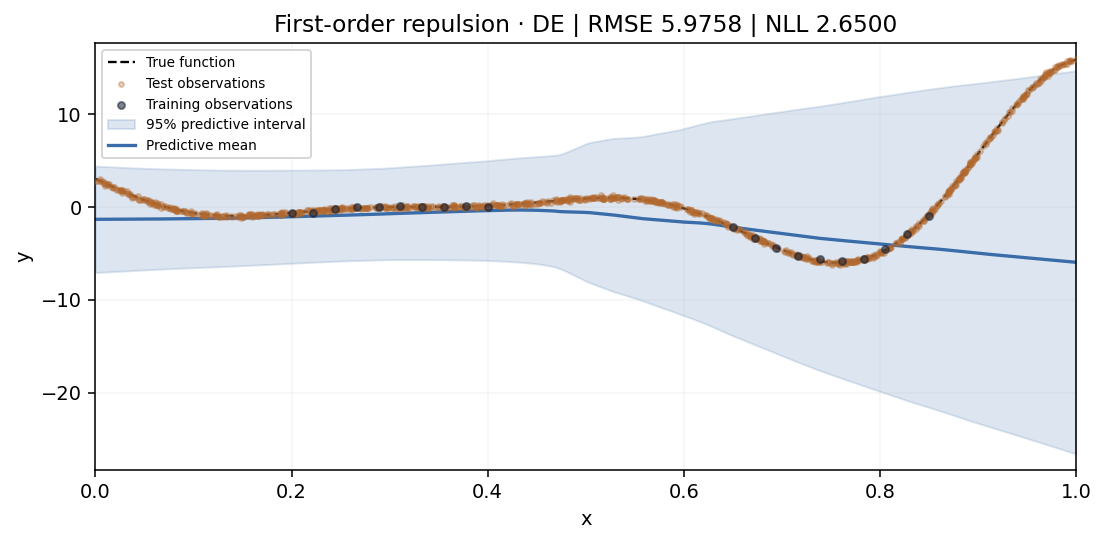 First-order repulsion · DE | RMSE 5.9758 | NLL 2.6500
True function
Test observations
Training observations
95% predictive interval
Predictive mean
10
0
−10
−20
y
0.0 0.2 0.4 0.6 0.8 1.0
x